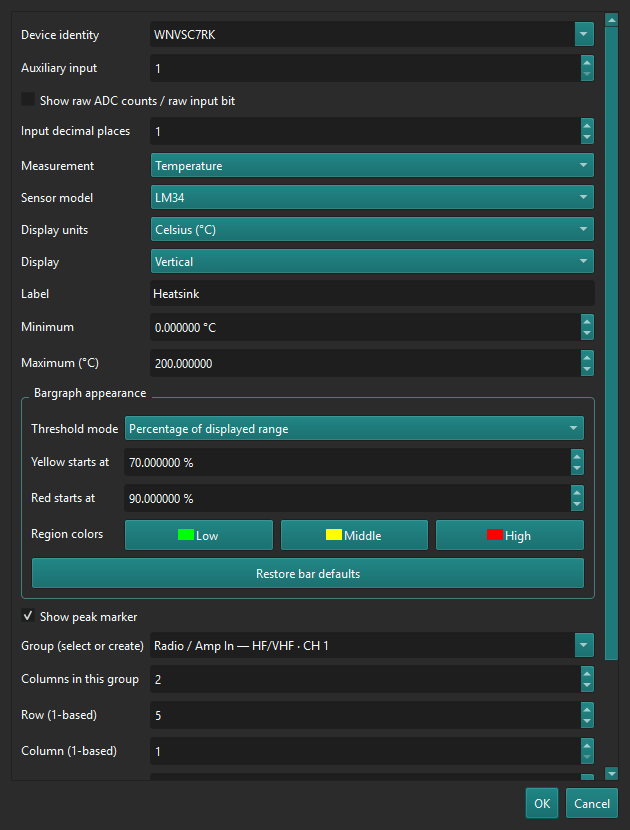 Device identity WNVSC7RK
Auxiliary input 1
Show raw ADC counts / raw input bit
Input decimal places 1
Measurement Temperature
Sensor model LM34
Display units Celsius (°C)
Display Vertical
Label Heatsink
Minimum 0.000000 °C
Maximum (°C) 200.000000
Bargraph appearance
Threshold mode Percentage of displayed range
Yellow starts at 70.000000 %
Red starts at 90.000000 %
Region colors Low Middle High
Restore bar defaults
Show peak marker
Group (select or create) Radio / Amp In — HF/VHF · CH 1
Columns in this group 2
Row (1-based) 5
Column (1-based) 1
OK Cancel